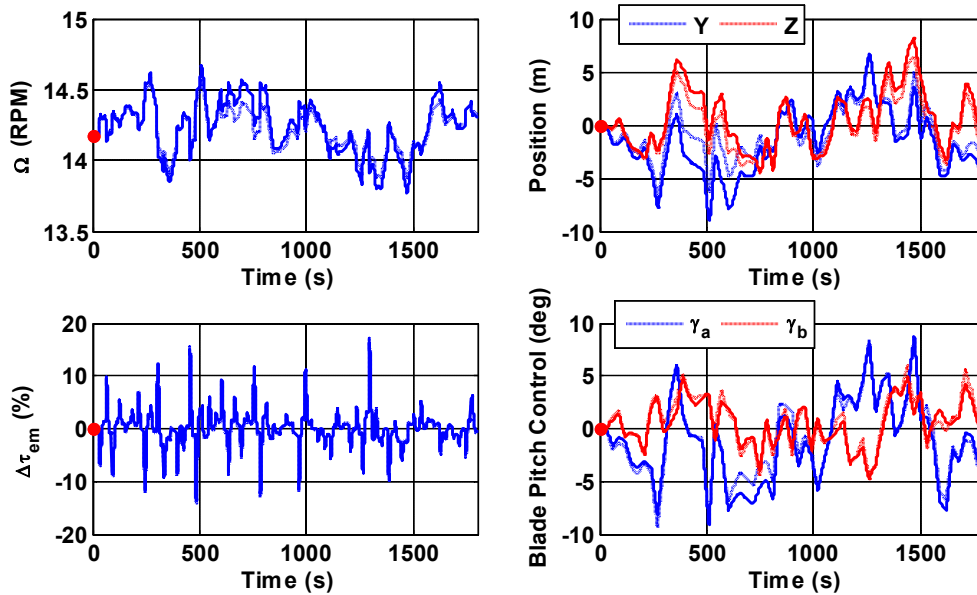 15
14.5
14
13.5
Ω (RPM)
0 500 1000 1500
Time (s)
Y Z
10
5
0
-5
-10
Position (m)
0 500 1000 1500
Time (s)
20
10
0
-10
-20
Δτem (%)
0 500 1000 1500
Time (s)
γa γb
10
5
0
-5
-10
Blade Pitch Control (deg)
0 500 1000 1500
Time (s)